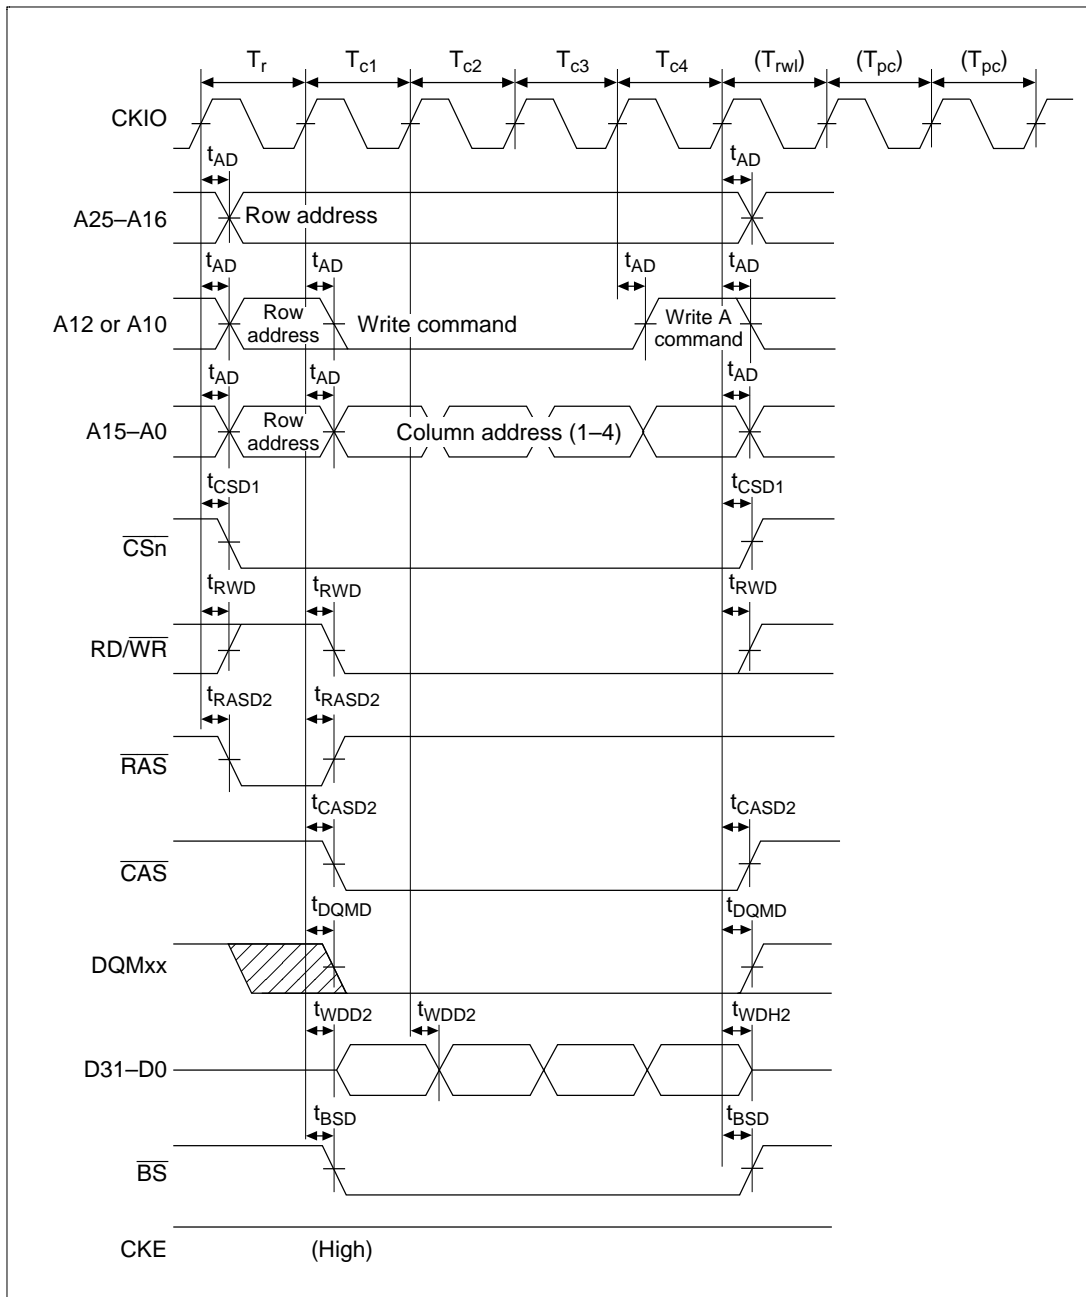 Tr Tc1 Tc2 Tc3 Tc4 (Trwl) (Tpc) (Tpc)
CKIO
tAD tAD
A25–A16 Row address
tAD tAD tAD tAD
A12 or A10 Row address Write command Write A command
tAD tAD tAD
A15–A0 Row address Column address (1–4)
tCSD1 tCSD1
CSn
tRWD tRWD tRWD
RD/WR
tRASD2 tRASD2
RAS
tCASD2 tCASD2
CAS
tDQMD tDQMD
DQMxx
tWDD2 tWDD2 tWDH2
D31–D0
tBSD tBSD
BS
CKE (High)